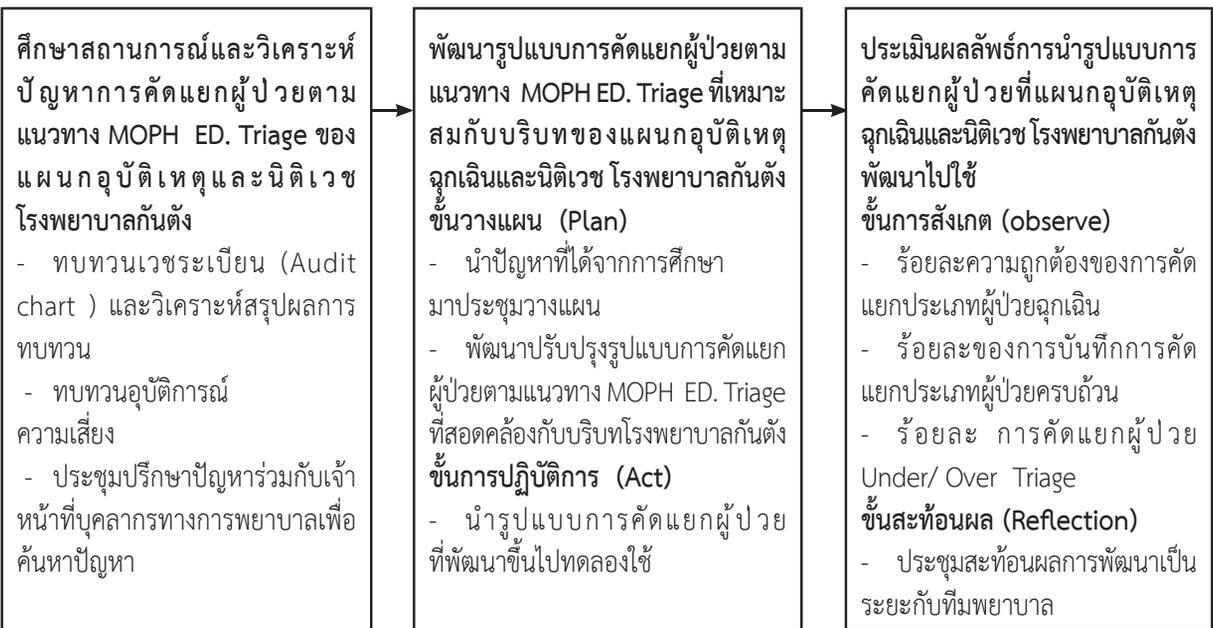 ศึกษาสถานการณ์และวิเคราะห์
ปัญหาการคัดแยกผู้ป่วยตาม
แนวทาง MOPH ED. Triage ของ
แผนกอุบัติเหตุและนิติเวช
โรงพยาบาลกันตัง
- ทบทวนเวชระเบียน (Audit
chart ) และวิเคราะห์สรุปผลการ
ทบทวน
- ทบทวนอุบัติการณ์
ความเสี่ยง
- ประชุมปรึกษาปัญหาร่วมกับเจ้า
หน้าที่บุคลากรทางการพยาบาลเพื่อ
ค้นหาปัญหา
พัฒนารูปแบบการคัดแยกผู้ป่วยตาม
แนวทาง MOPH ED. Triage ที่เหมาะ
สมกับบริบทของแผนกอุบัติเหตุ
ฉุกเฉินและนิติเวช โรงพยาบาลกันตัง
ขั้นวางแผน (Plan)
- นำปัญหาที่ได้จากการศึกษา
มาประชุมวางแผน
- พัฒนาปรับปรุงรูปแบบการคัดแยก
ผู้ป่วยตามแนวทาง MOPH ED. Triage
ที่สอดคล้องกับบริบทโรงพยาบาลกันตัง
ขั้นการปฏิบัติการ (Act)
- นำรูปแบบการคัดแยกผู้ป่วย
ที่พัฒนาขึ้นไปทดลองใช้
ประเมินผลลัพธ์การนำรูปแบบการ
คัดแยกผู้ป่วยที่แผนกอุบัติเหตุ
ฉุกเฉินและนิติเวช โรงพยาบาลกันตัง
พัฒนาไปใช้
ขั้นการสังเกต (observe)
- ร้อยละความถูกต้องของการคัด
แยกประเภทผู้ป่วยฉุกเฉิน
- ร้อยละของการบันทึกการคัด
แยกประเภทผู้ป่วยครบถ้วน
- ร้อยละ การคัดแยกผู้ป่วย
Under/ Over Triage
ขั้นสะท้อนผล (Reflection)
- ประชุมสะท้อนผลการพัฒนาเป็น
ระยะกับทีมพยาบาล